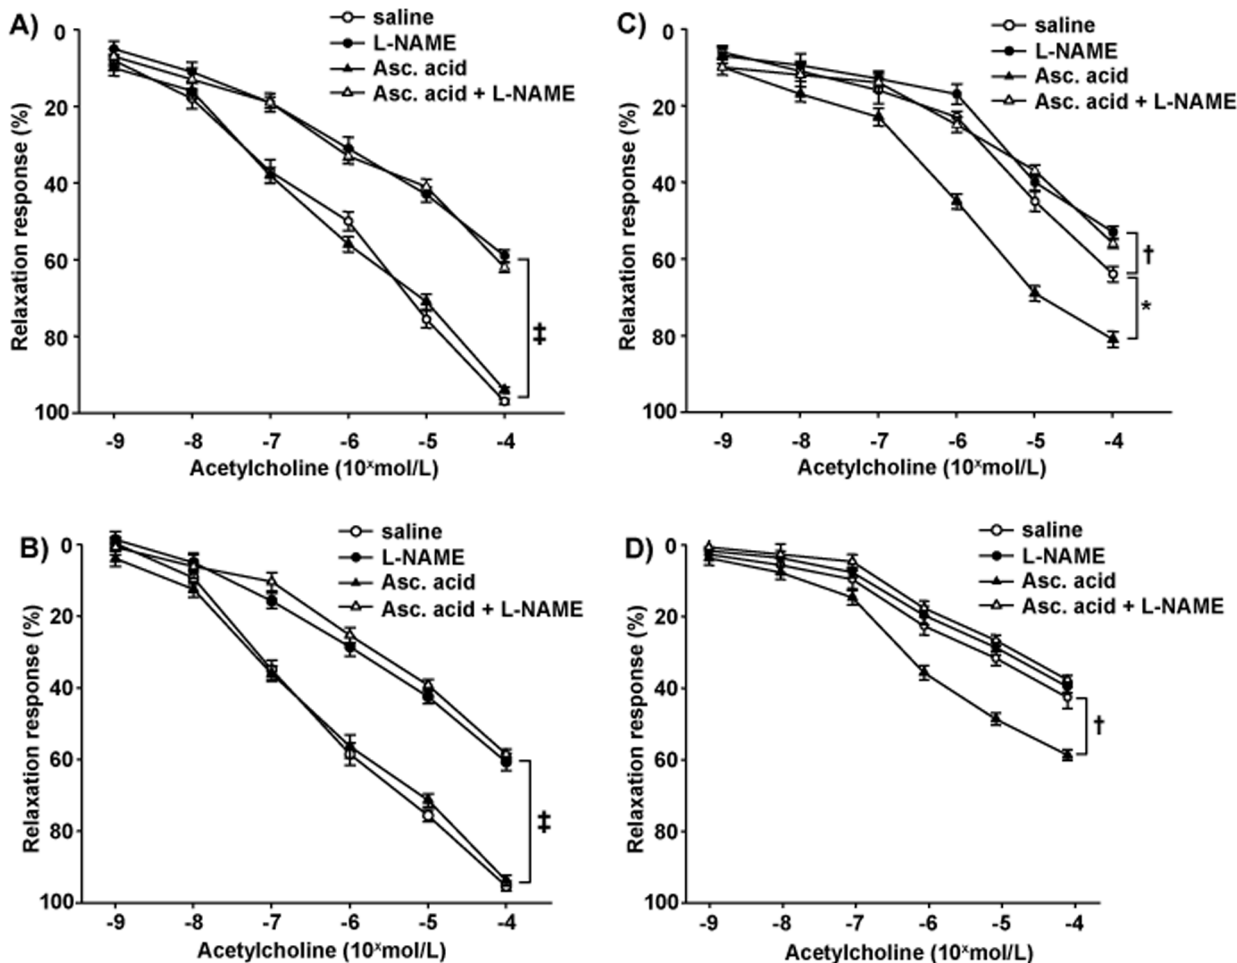 A)
saline
L-NAME
Asc. acid
Asc. acid + L-NAME
Relaxation response (%)
0
20
40
60
80
100
‡
-9 -8 -7 -6 -5 -4
Acetylcholine (10ˣmol/L)
C)
saline
L-NAME
Asc. acid
Asc. acid + L-NAME
Relaxation response (%)
0
20
40
60
80
100
†
*
-9 -8 -7 -6 -5 -4
Acetylcholine (10ˣmol/L)
B)
saline
L-NAME
Asc. acid
Asc. acid + L-NAME
Relaxation response (%)
0
20
40
60
80
100
‡
-9 -8 -7 -6 -5 -4
Acetylcholine (10ˣmol/L)
D)
saline
L-NAME
Asc. acid
Asc. acid + L-NAME
Relaxation response (%)
0
20
40
60
80
100
†
-9 -8 -7 -6 -5 -4
Acetylcholine (10ˣmol/L)